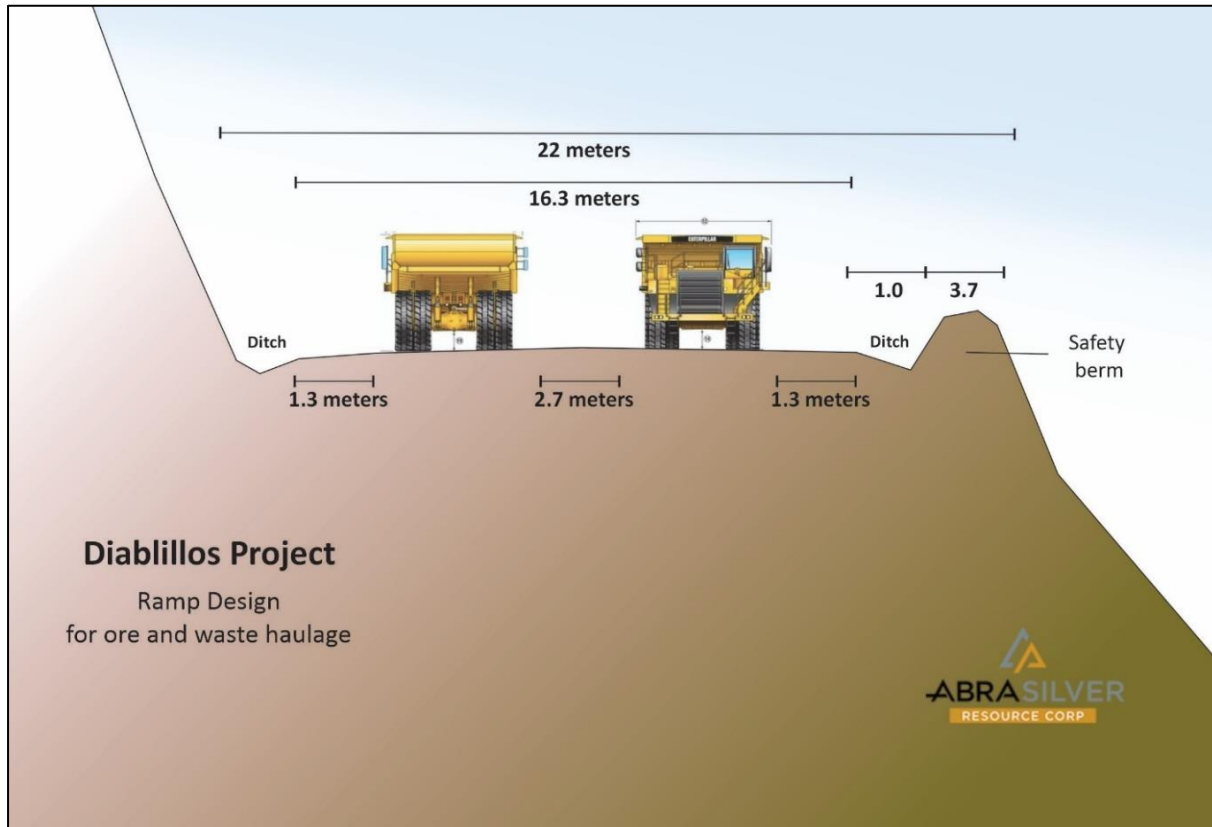 22 meters
16.3 meters
CATERPILLAR
1.0
3.7
Ditch
Ditch
Safety
berm
1.3 meters
2.7 meters
1.3 meters
Diablillos Project
Ramp Design
for ore and waste haulage
ABRASILVER
RESOURCE CORP